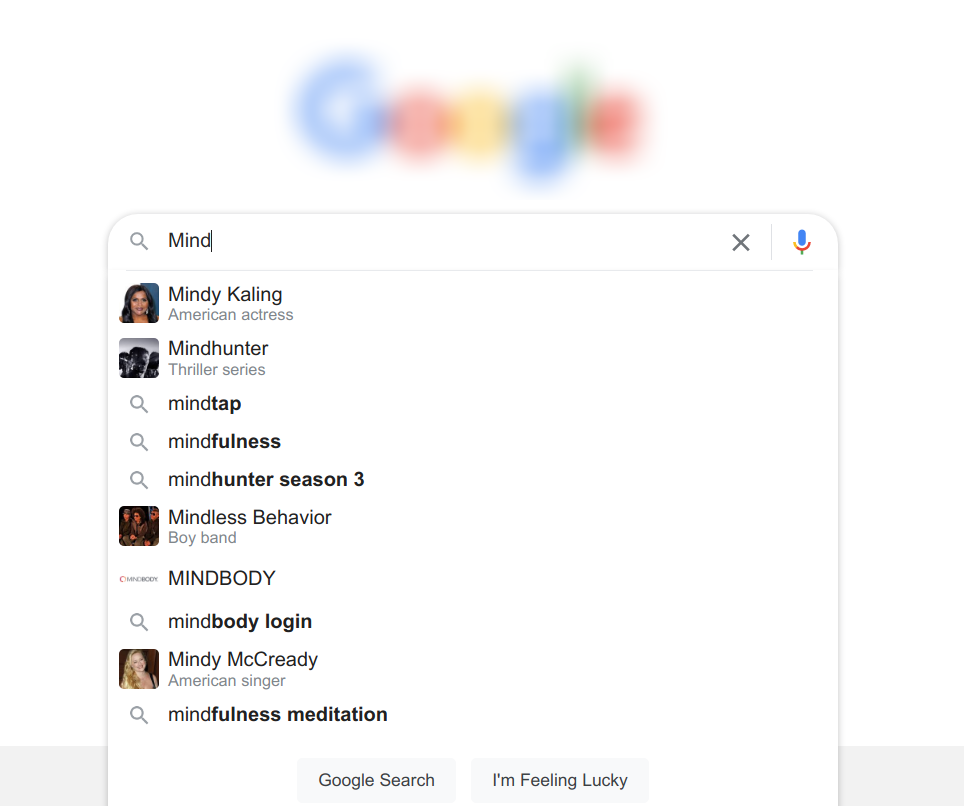 Google
Mind
Mindy Kaling
American actress
Mindhunter
Thriller series
mindtap
mindfulness
mindhunter season 3
Mindless Behavior
Boy band
MINDBODY
MINDBODY
mindbody login
Mindy McCready
American singer
mindfulness meditation
Google Search
I'm Feeling Lucky